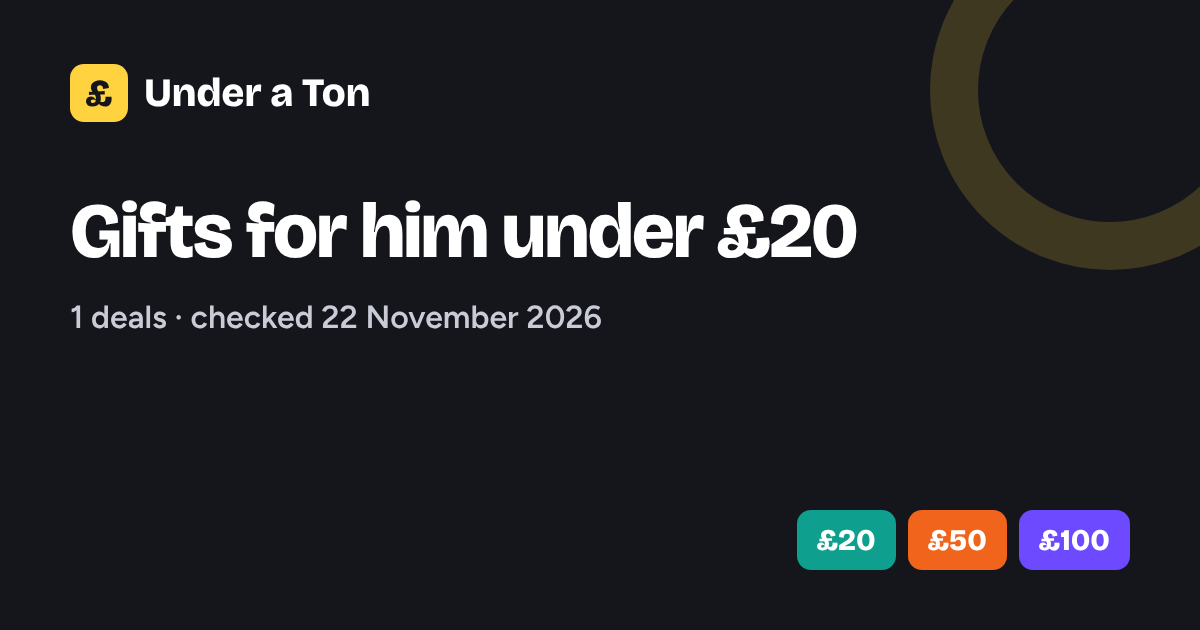 £ Under a Ton
Gifts for him under £20
1 deals · checked 22 November 2026
£20 £50 £100